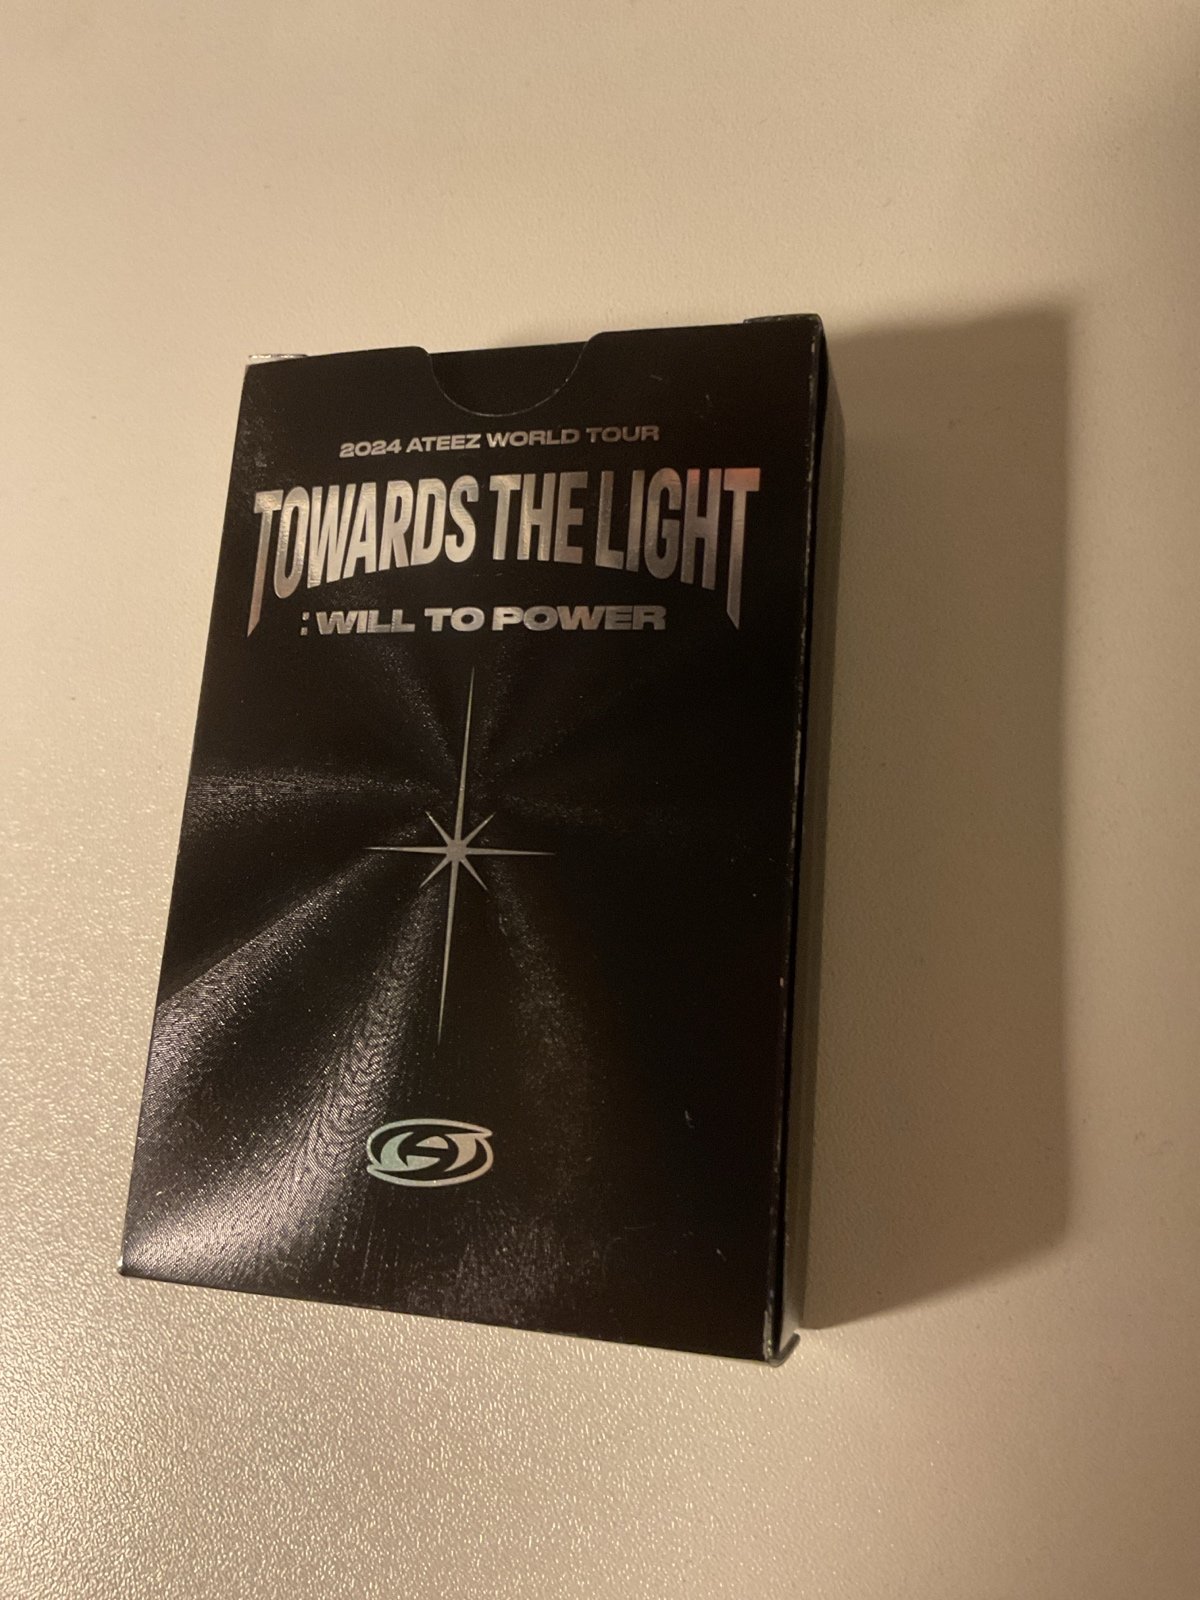 2024 ATEEZ WORLD TOUR
TOWARDS THE LIGHT
: WILL TO POWER